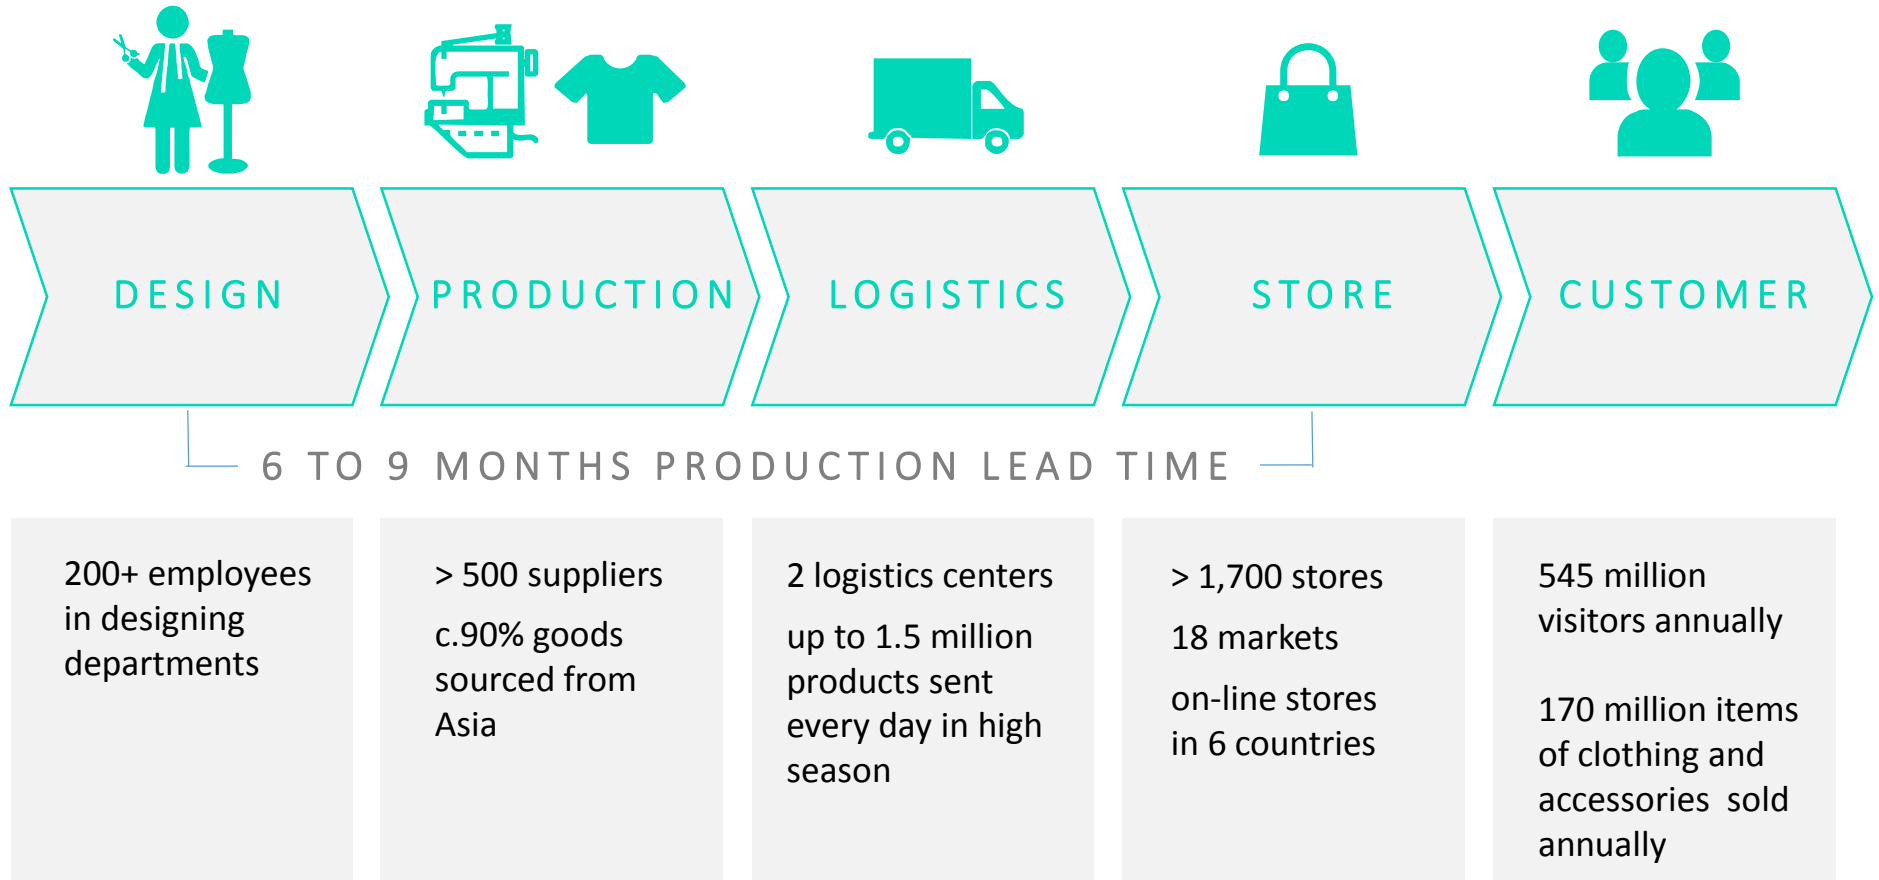 DESIGN
PRODUCTION
LOGISTICS
STORE
CUSTOMER
6 TO 9 MONTHS PRODUCTION LEAD TIME
200+ employees
in designing
departments
> 500 suppliers
c.90% goods
sourced from
Asia
2 logistics centers
up to 1.5 million
products sent
every day in high
season
> 1,700 stores
18 markets
on-line stores
in 6 countries
545 million
visitors annually
170 million items
of clothing and
accessories  sold
annually